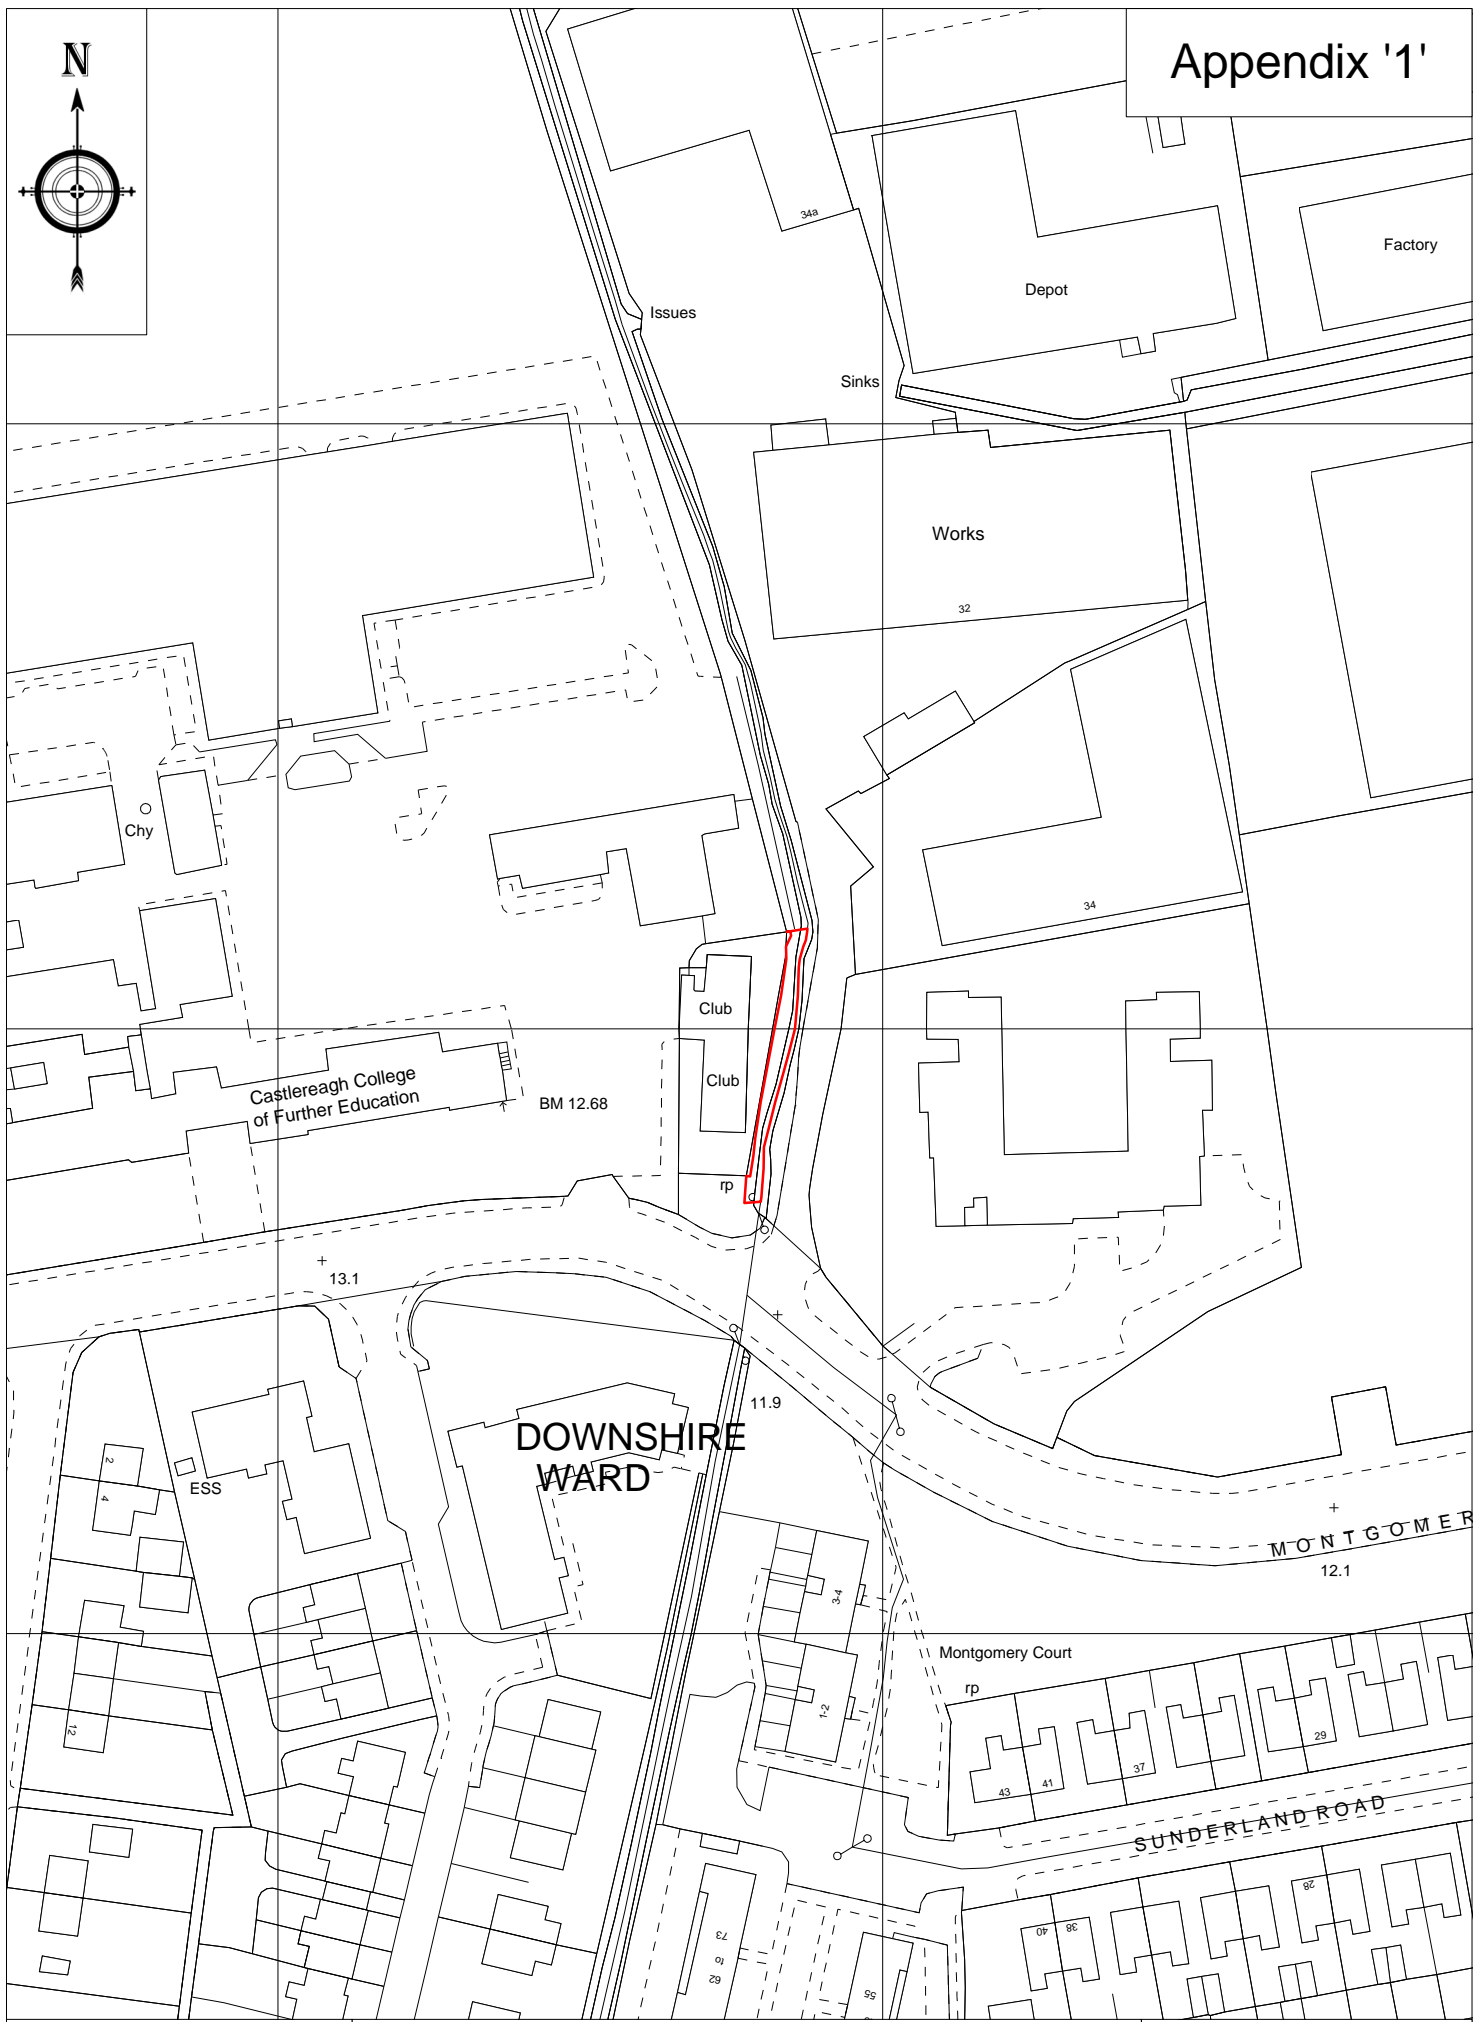 N
Appendix '1'
34a
Factory
Depot
Issues
Sinks
Works
32
Chy
34
Club
Club
Castlereagh College
of Further Education
BM 12.68
rp
13.1
11.9
DOWNSHIRE
WARD
2
4
ESS
MONTGOMER
12.1
3-4
Montgomery Court
rp
1-2
12
29
37
41
43
SUNDERLAND ROAD
28
38
40
73
to
62
55